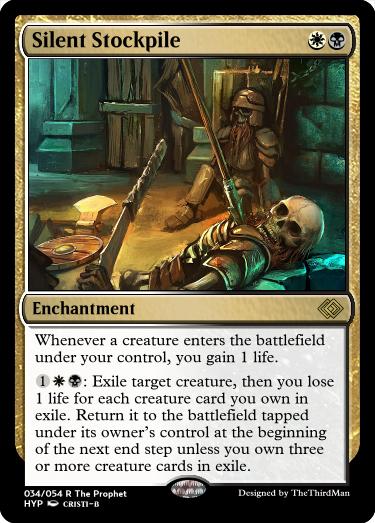 Silent Stockpile
Enchantment
Whenever a creature enters the battlefield
under your control, you gain 1 life.
1: Exile target creature, then you lose
1 life for each creature card you own in
exile. Return it to the battlefield tapped
under its owner's control at the beginning
of the next end step unless you own three
or more creature cards in exile.
034/054 R The Prophet
HYP CRISTI-B
Designed by TheThirdMan